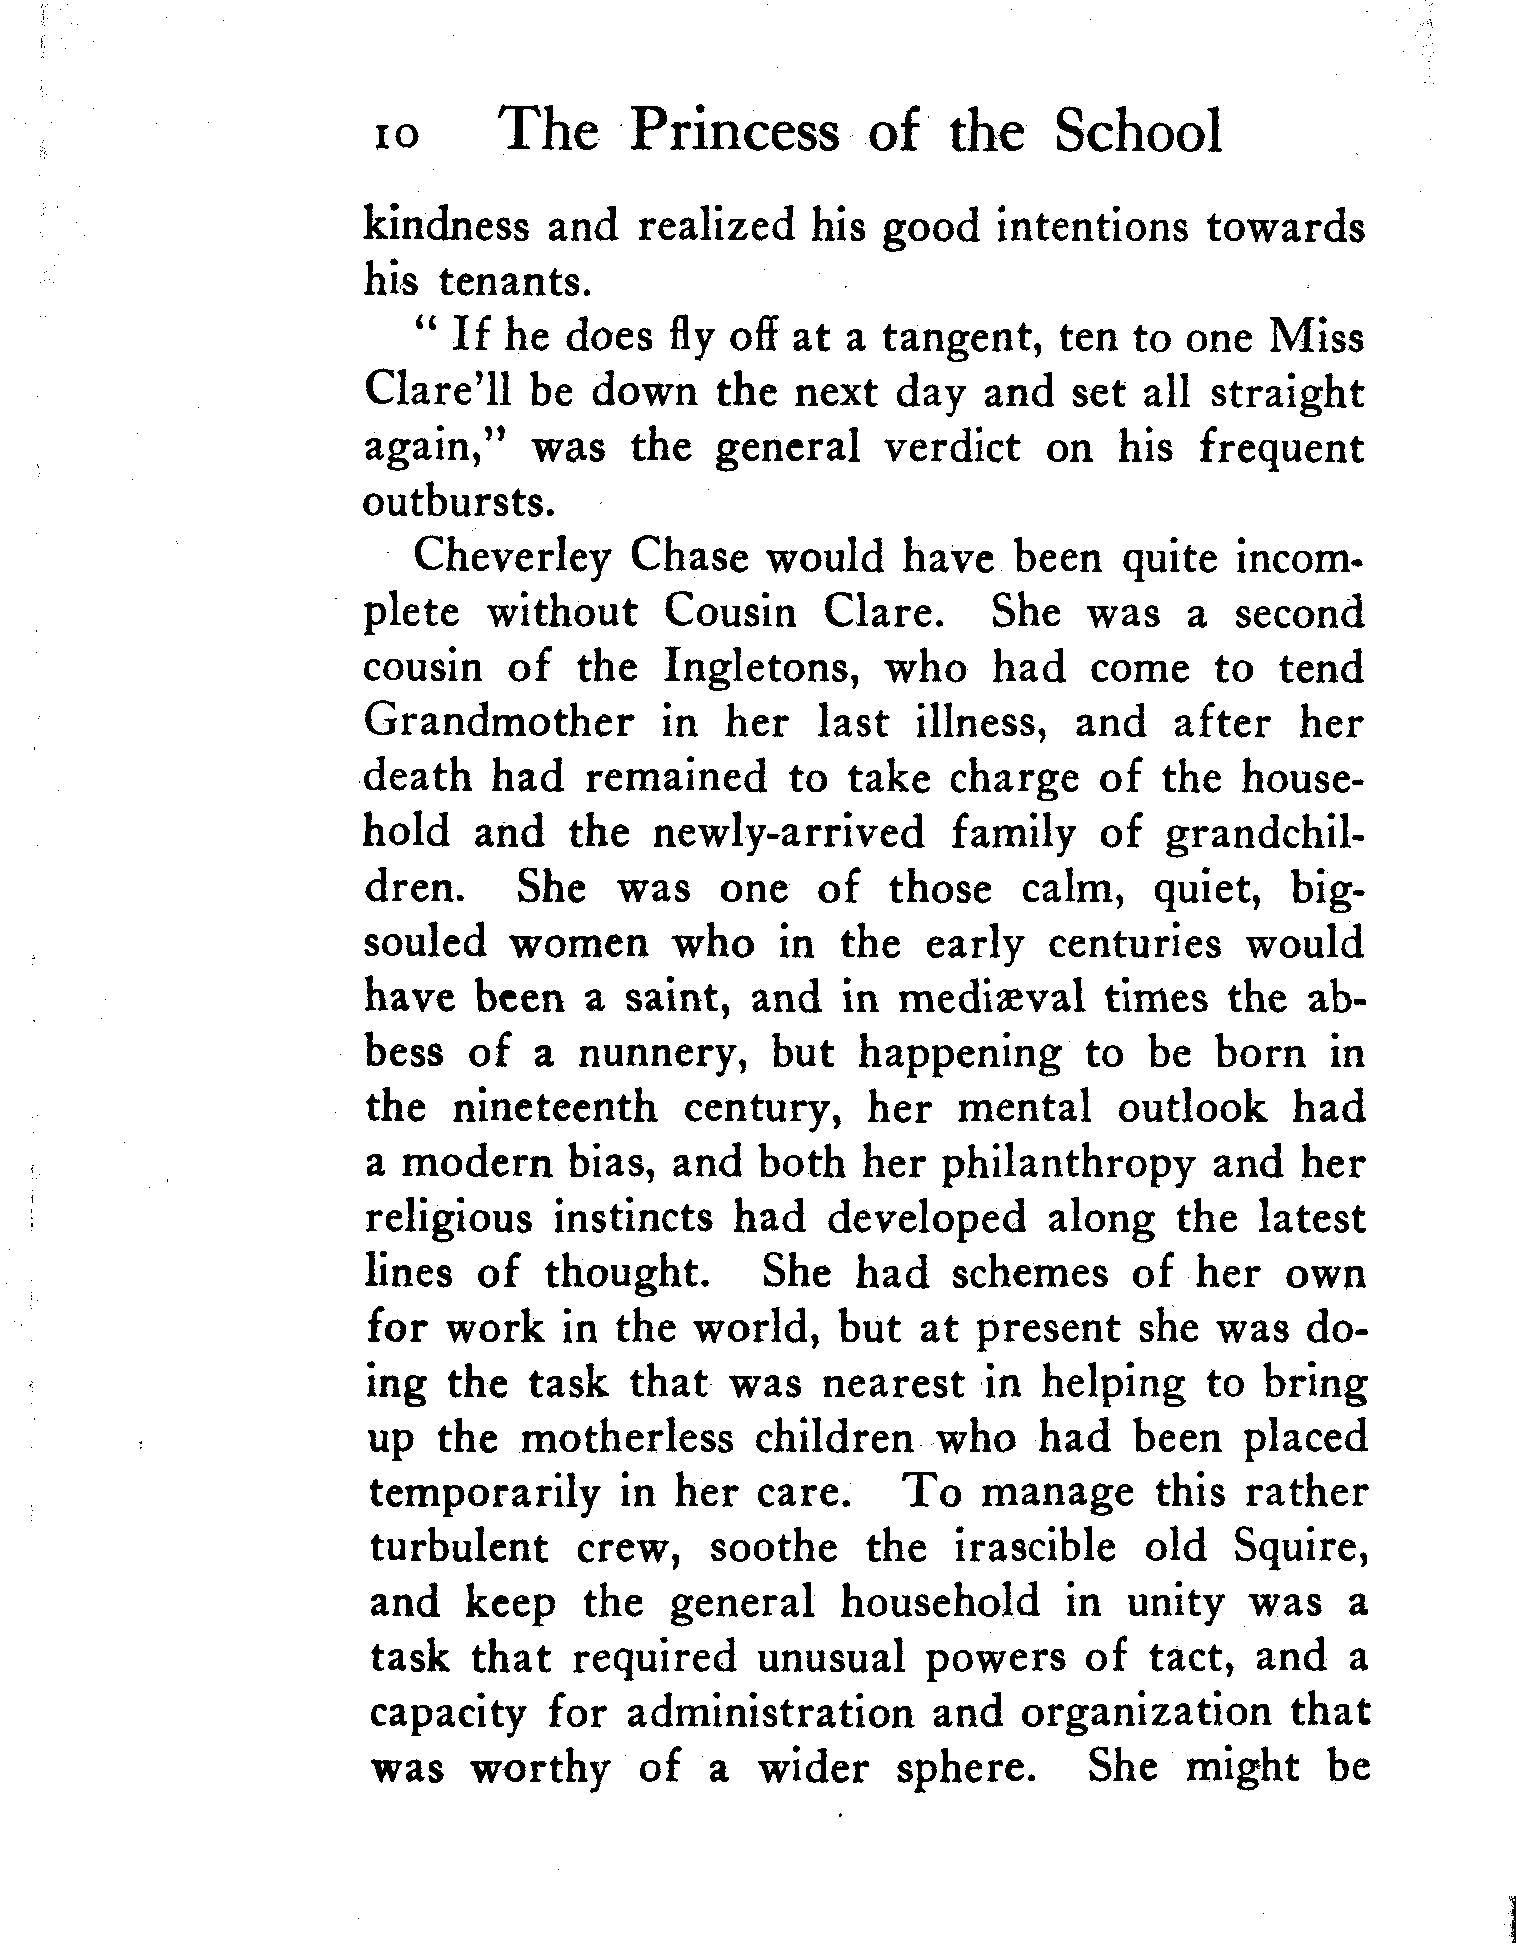 10 The Princess of the School
kindness and realized his good intentions towards
his tenants.
“ If he does fly off at a tangent, ten to one Miss
Clare’ll be down the next day and set all straight
again,” was the general verdict on his frequent
outbursts.
Cheverley Chase would have been quite incom-
plete without Cousin Clare. She was a second
cousin of the Ingletons, who had come to tend
Grandmother in her last illness, and after her
death had remained to take charge of the house-
hold and the newly-arrived family of grandchil-
dren. She was one of those calm, quiet, big-
souled women who in the early centuries would
have been a saint, and in mediæval times the ab-
bess of a nunnery, but happening to be born in
the nineteenth century, her mental outlook had
a modern bias, and both her philanthropy and her
religious instincts had developed along the latest
lines of thought. She had schemes of her own
for work in the world, but at present she was do-
ing the task that was nearest in helping to bring
up the motherless children who had been placed
temporarily in her care. To manage this rather
turbulent crew, soothe the irascible old Squire,
and keep the general household in unity was a
task that required unusual powers of tact, and a
capacity for administration and organization that
was worthy of a wider sphere. She might be